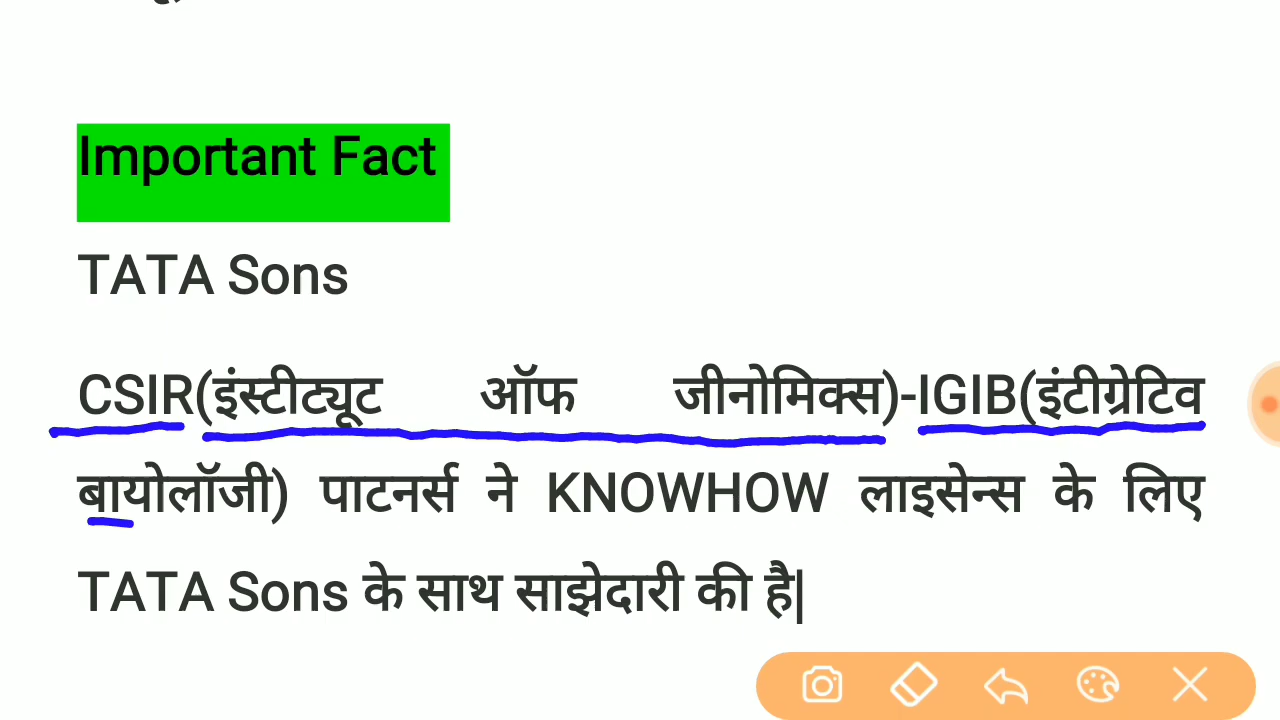 Important Fact
TATA Sons
CSIR(इंस्टीट्यूट ऑफ जीनोमिक्स)-IGIB(इंटीग्रेटिव
बायोलॉजी) पाटनर्स ने KNOWHOW लाइसेन्स के लिए
TATA Sons के साथ साझेदारी की है|